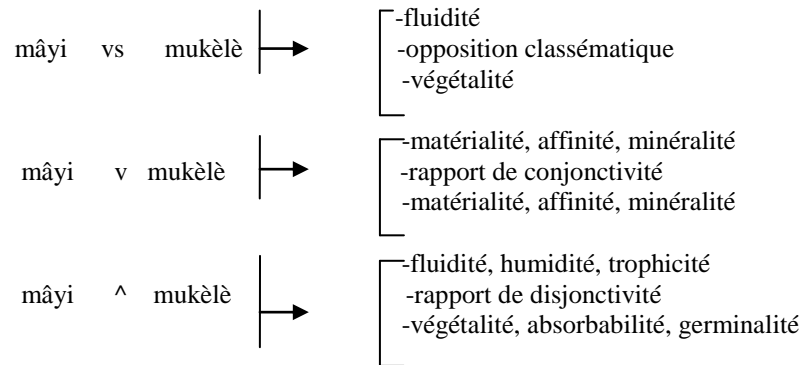 -fluidité
mâyi vs mukèlè -opposition classématique
-végétalité
-matérialité, affinité, minéralité
mâyi v mukèlè -rapport de conjonctivité
-matérialité, affinité, minéralité
-fluidité, humidité, trophicité
mâyi ^ mukèlè -rapport de disjonctivité
-végétalité, absorbabilité, germinalité